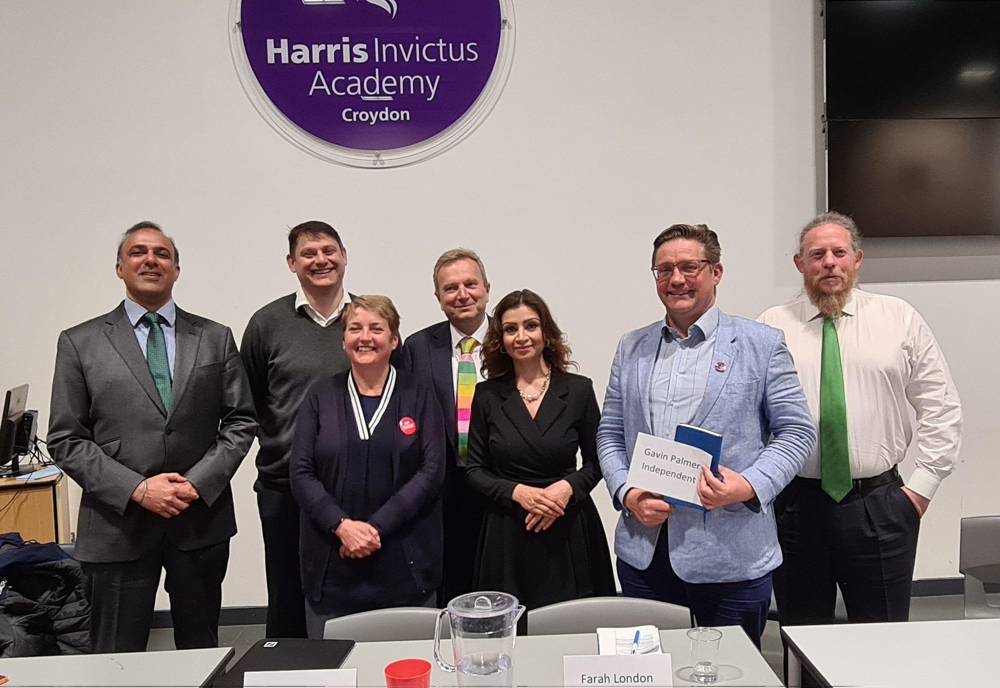 Harris Invictus
Academy
Croydon
Gavin Palmer
Independent
Farah London